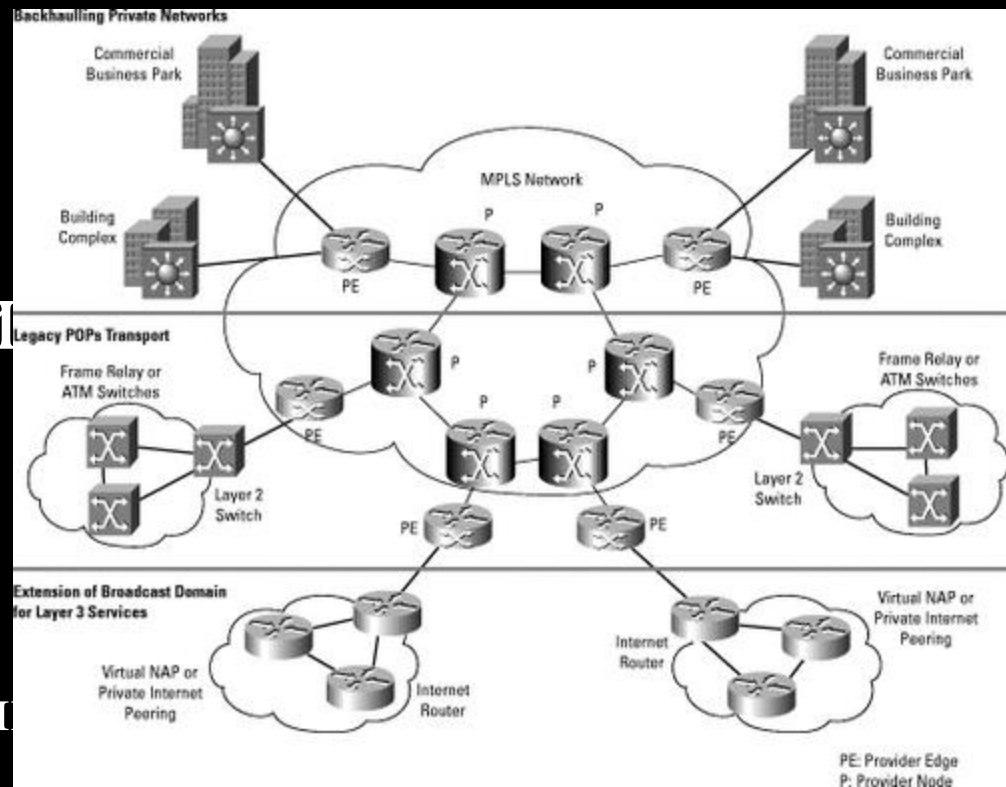 Backhaulling Private Networks
Commercial
Business Park
Commercial
Business Park
MPLS Network
P
P
Building
Complex
Building
Complex
PE
PE
Legacy POPs Transport
Frame Relay or
ATM Switches
Frame Relay or
ATM Switches
P
P
P
P
PE
PE
Layer 2
Switch
Layer 2
Switch
PE
PE
Extension of Broadcast Domain
for Layer 3 Services
Virtual NAP or
Private Internet
Peering
Internet
Router
Virtual NAP or
Private Internet
Peering
Internet
Router
PE: Provider Edge
P: Provider Node